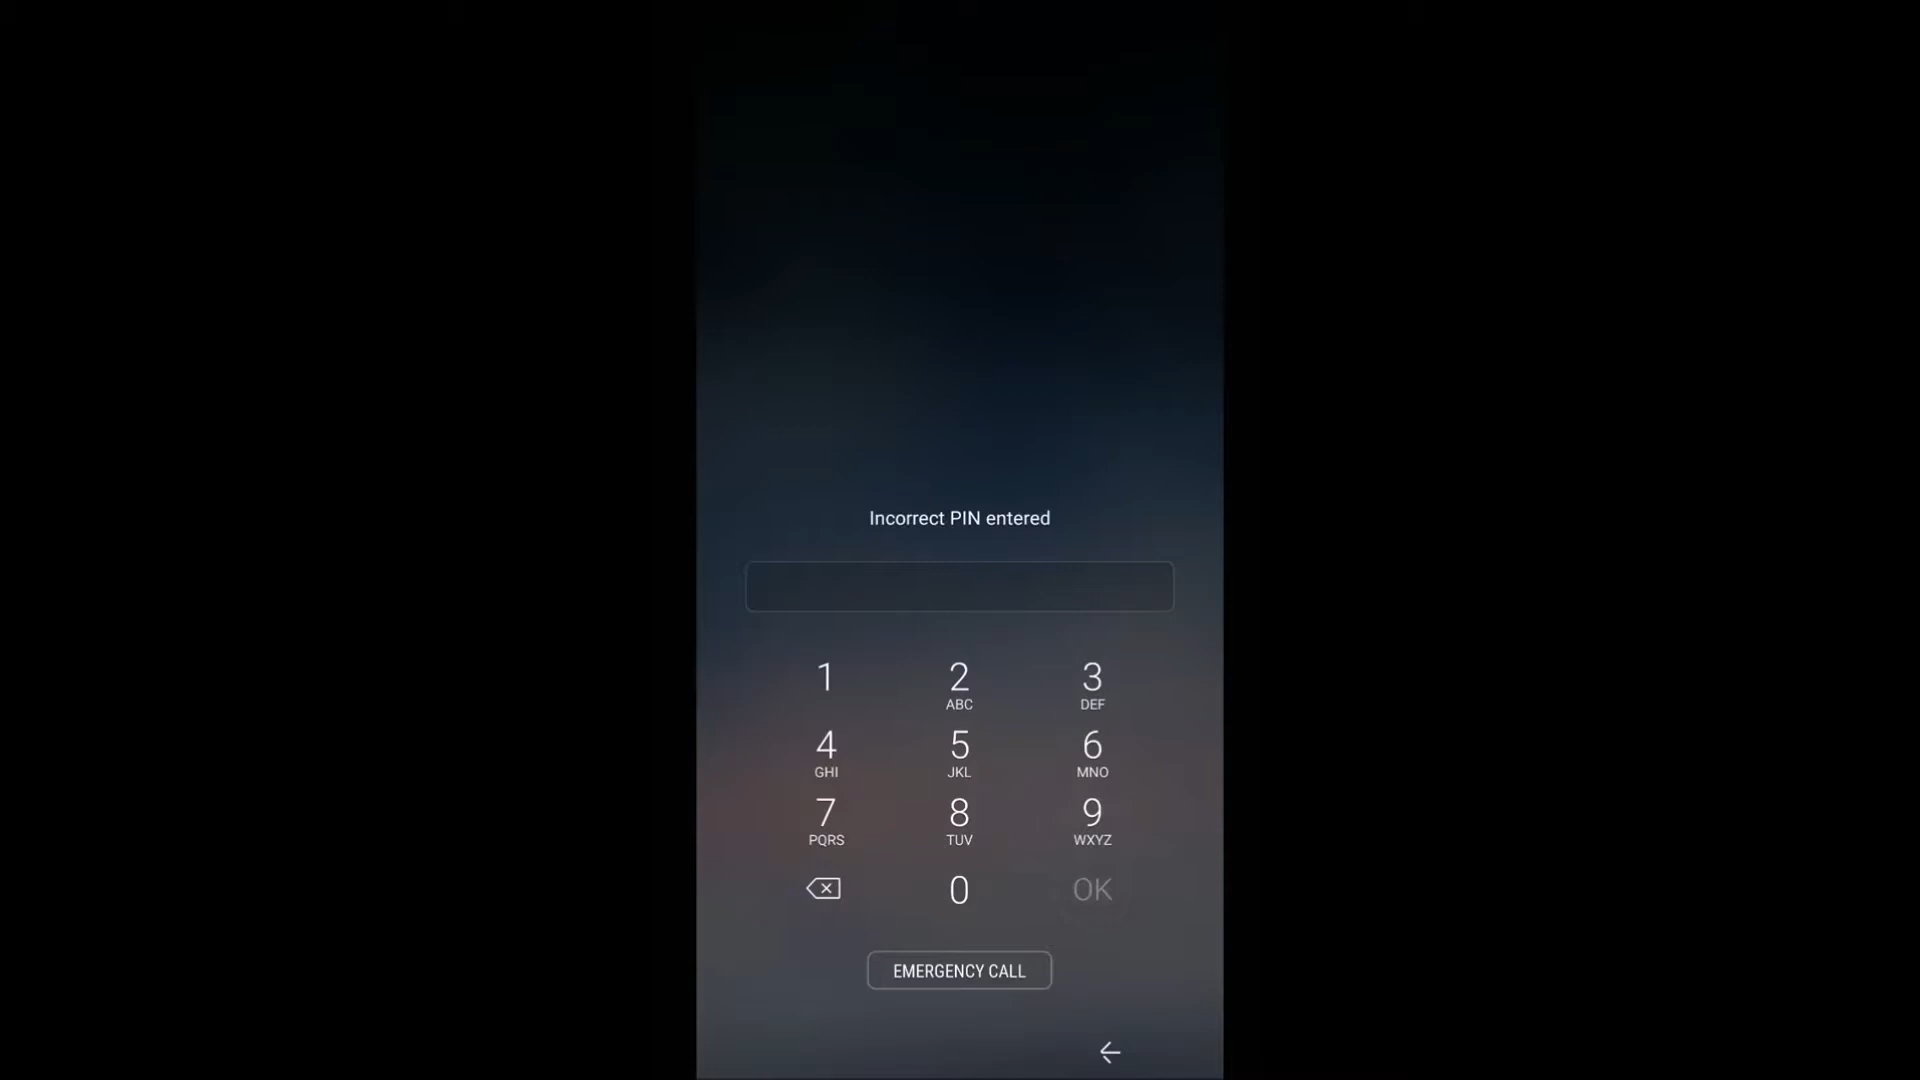 Incorrect PIN entered
1 2 3
ABC DEF
4 5 6
GHI JKL MNO
7 8 9
PQRS TUV WXYZ
0 OK
EMERGENCY CALL